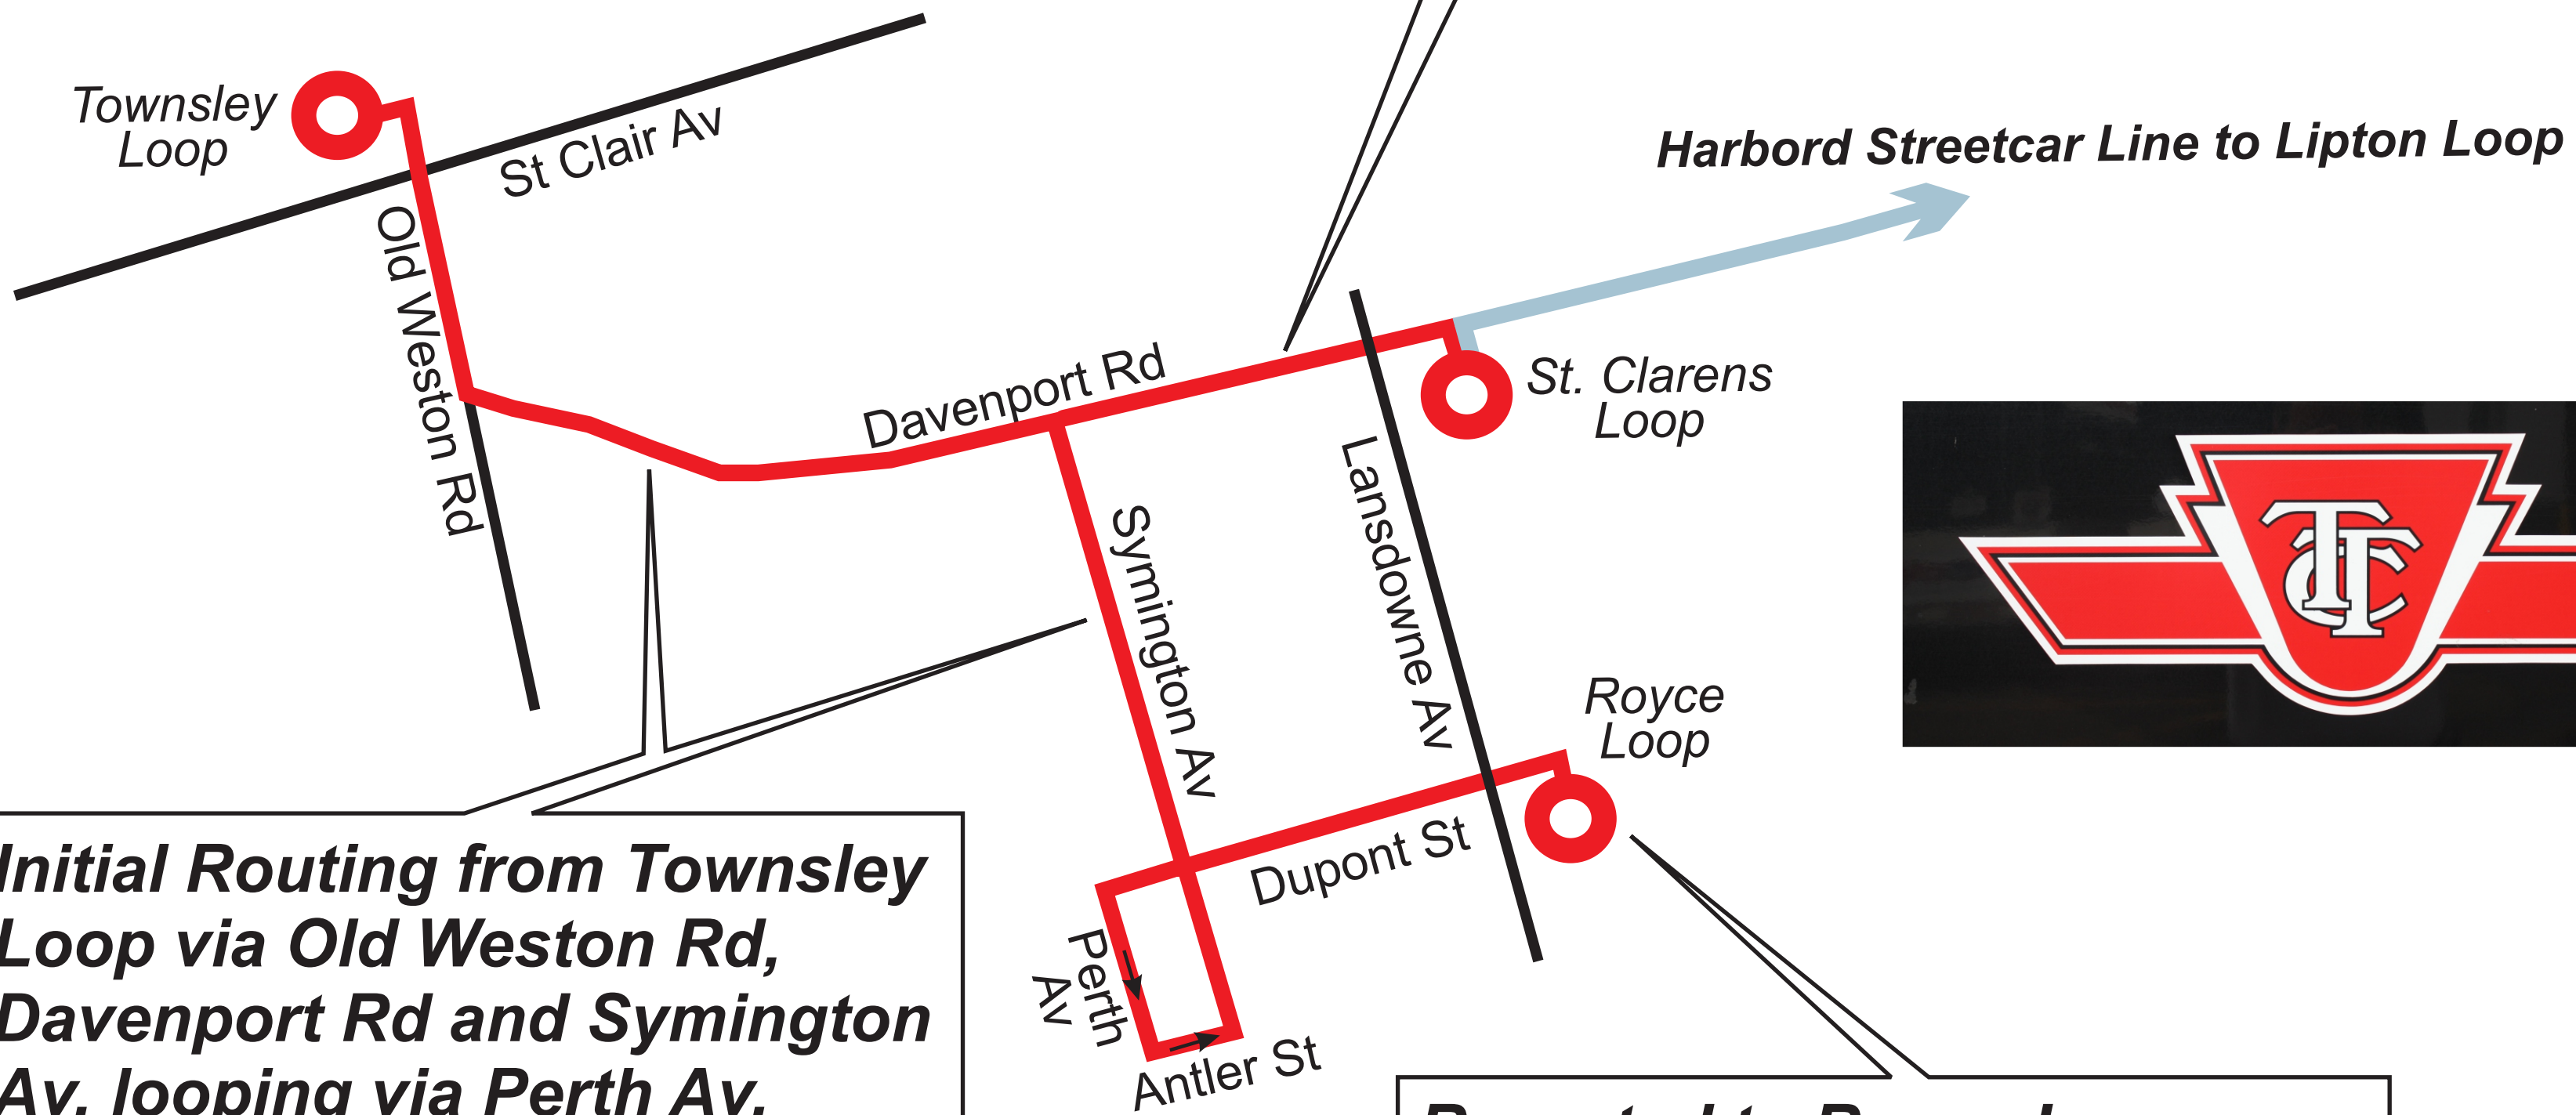 Townsley
Loop
St Clair Av
Harbord Streetcar Line to Lipton Loop
Old Weston Rd
Davenport Rd
St. Clarens
Loop
Lansdowne Av
Symington Av
TTC
Royce
Loop
Dupont St
Perth
Av
Antler St
Initial Routing from Townsley
Loop via Old Weston Rd,
Davenport Rd and Symington
Av, looping via Perth Av,